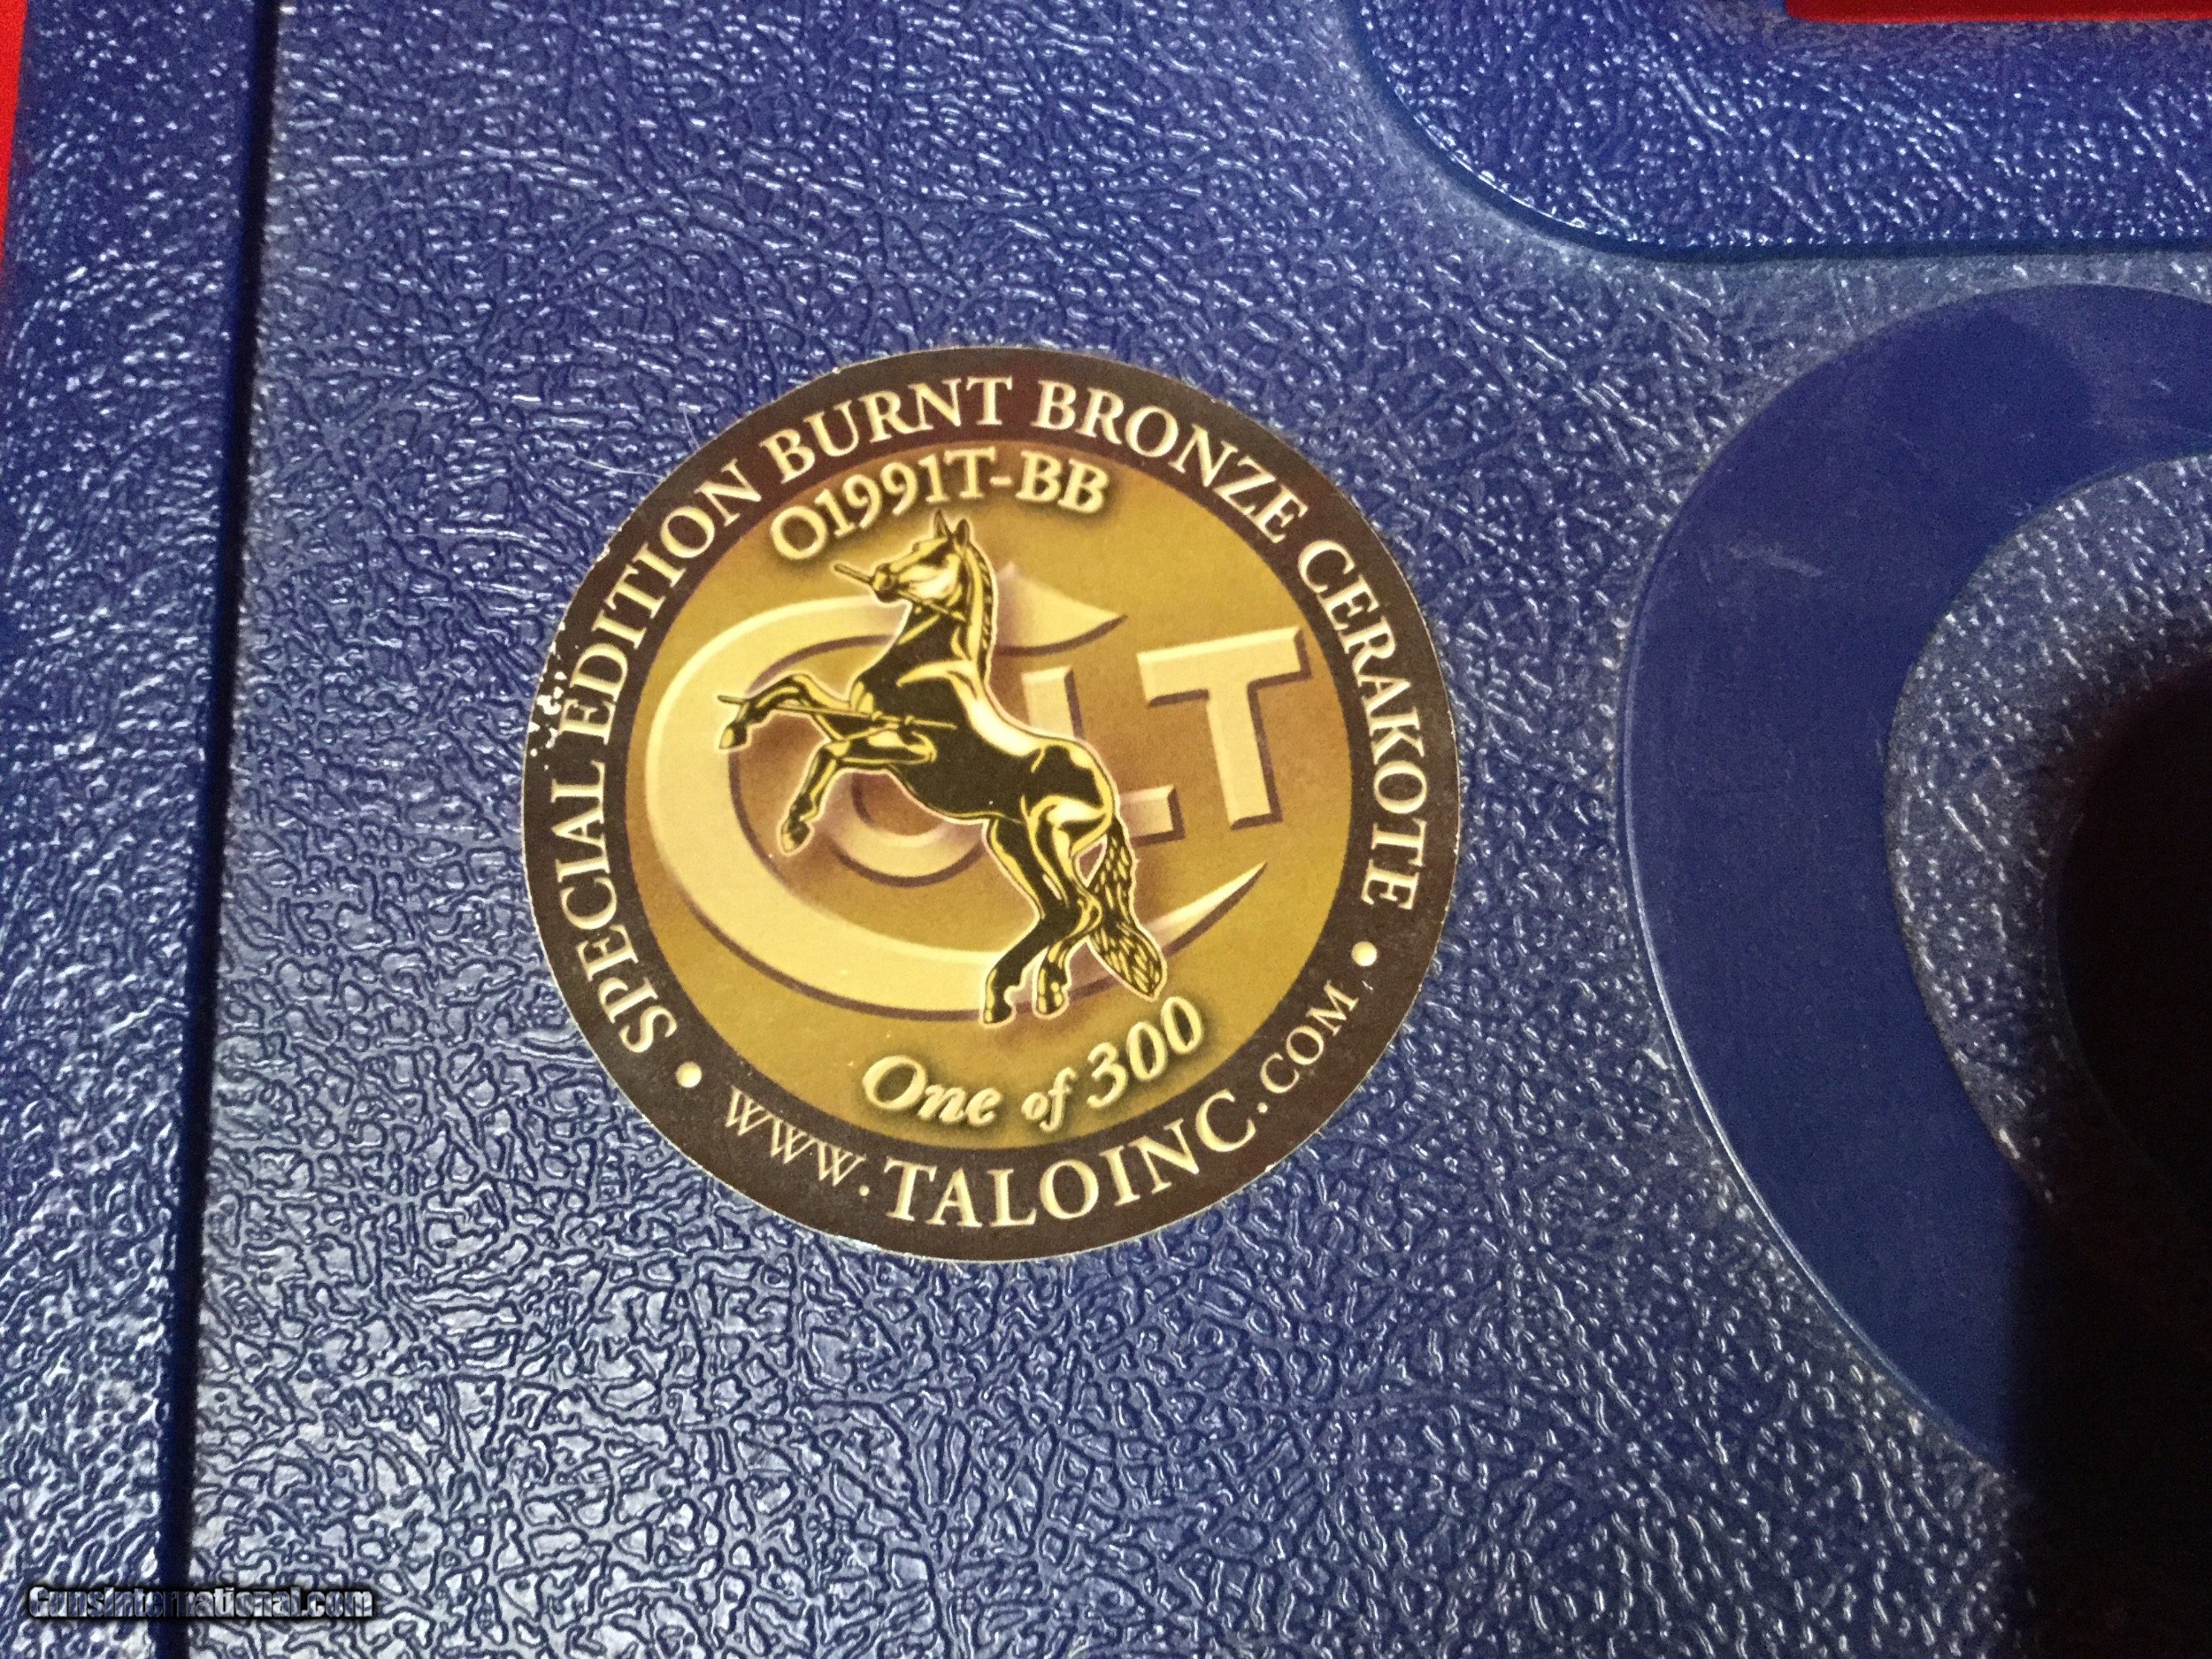 SPECIAL EDITION BURNT BRONZE CERAKOTE
O1991T-BB
COLT
One of 300
• WWW.TALOINC.COM •
GunsInternational.com